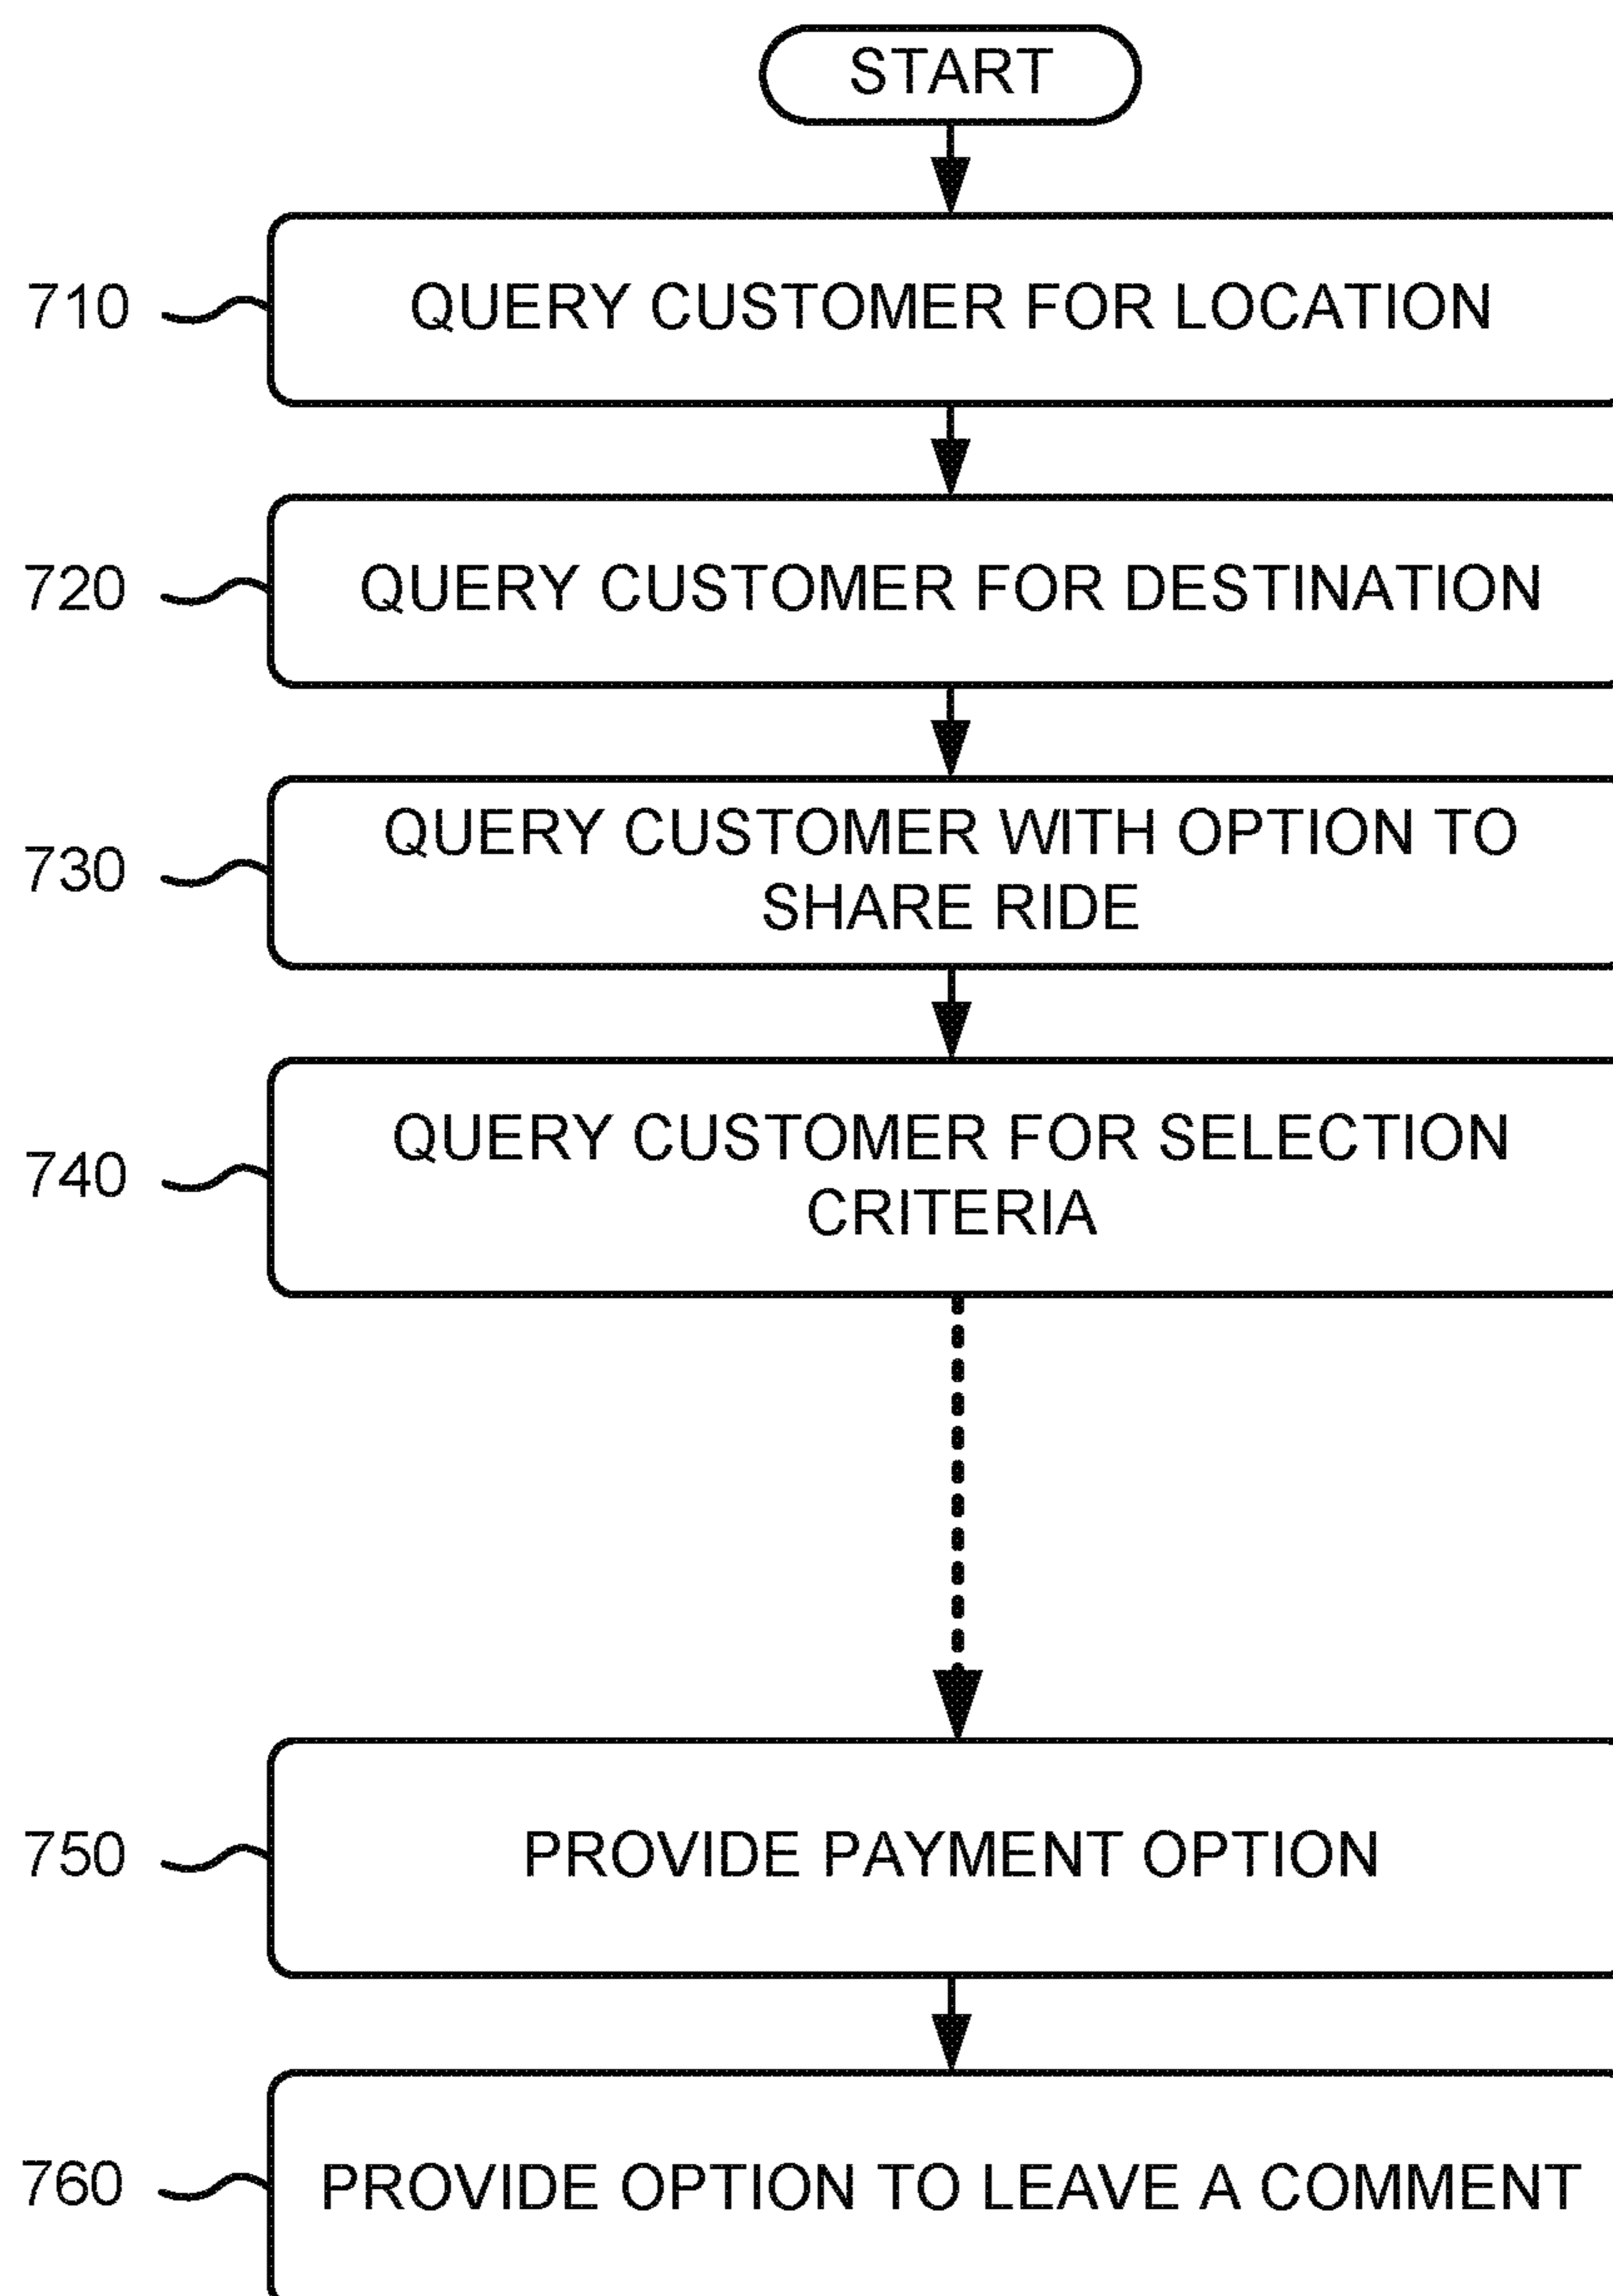 START
710
QUERY CUSTOMER FOR LOCATION
720
QUERY CUSTOMER FOR DESTINATION
730
QUERY CUSTOMER WITH OPTION TO
SHARE RIDE
740
QUERY CUSTOMER FOR SELECTION
CRITERIA
750
PROVIDE PAYMENT OPTION
760
PROVIDE OPTION TO LEAVE A COMMENT